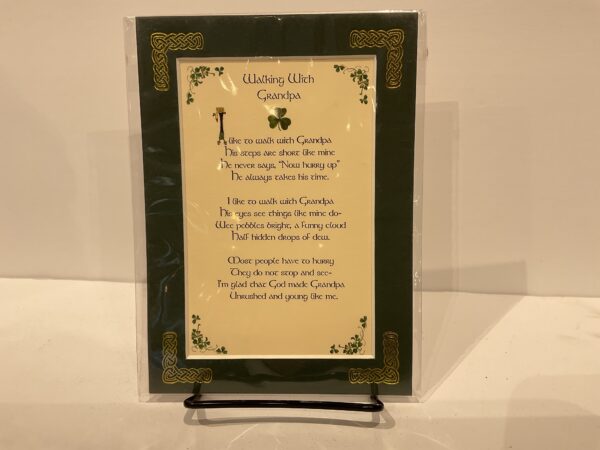 Walking With
Grandpa
I like to walk with Grandpa
His steps are short like mine
He never says, "Now hurry up"
He always takes his time.
I like to walk with Grandpa
His eyes see things like mine do-
Wee pebbles bright, a funny cloud
Half hidden drops of dew.
Most people have to hurry
They do not stop and see-
I'm glad that God made Grandpa
Unrushed and young like me.